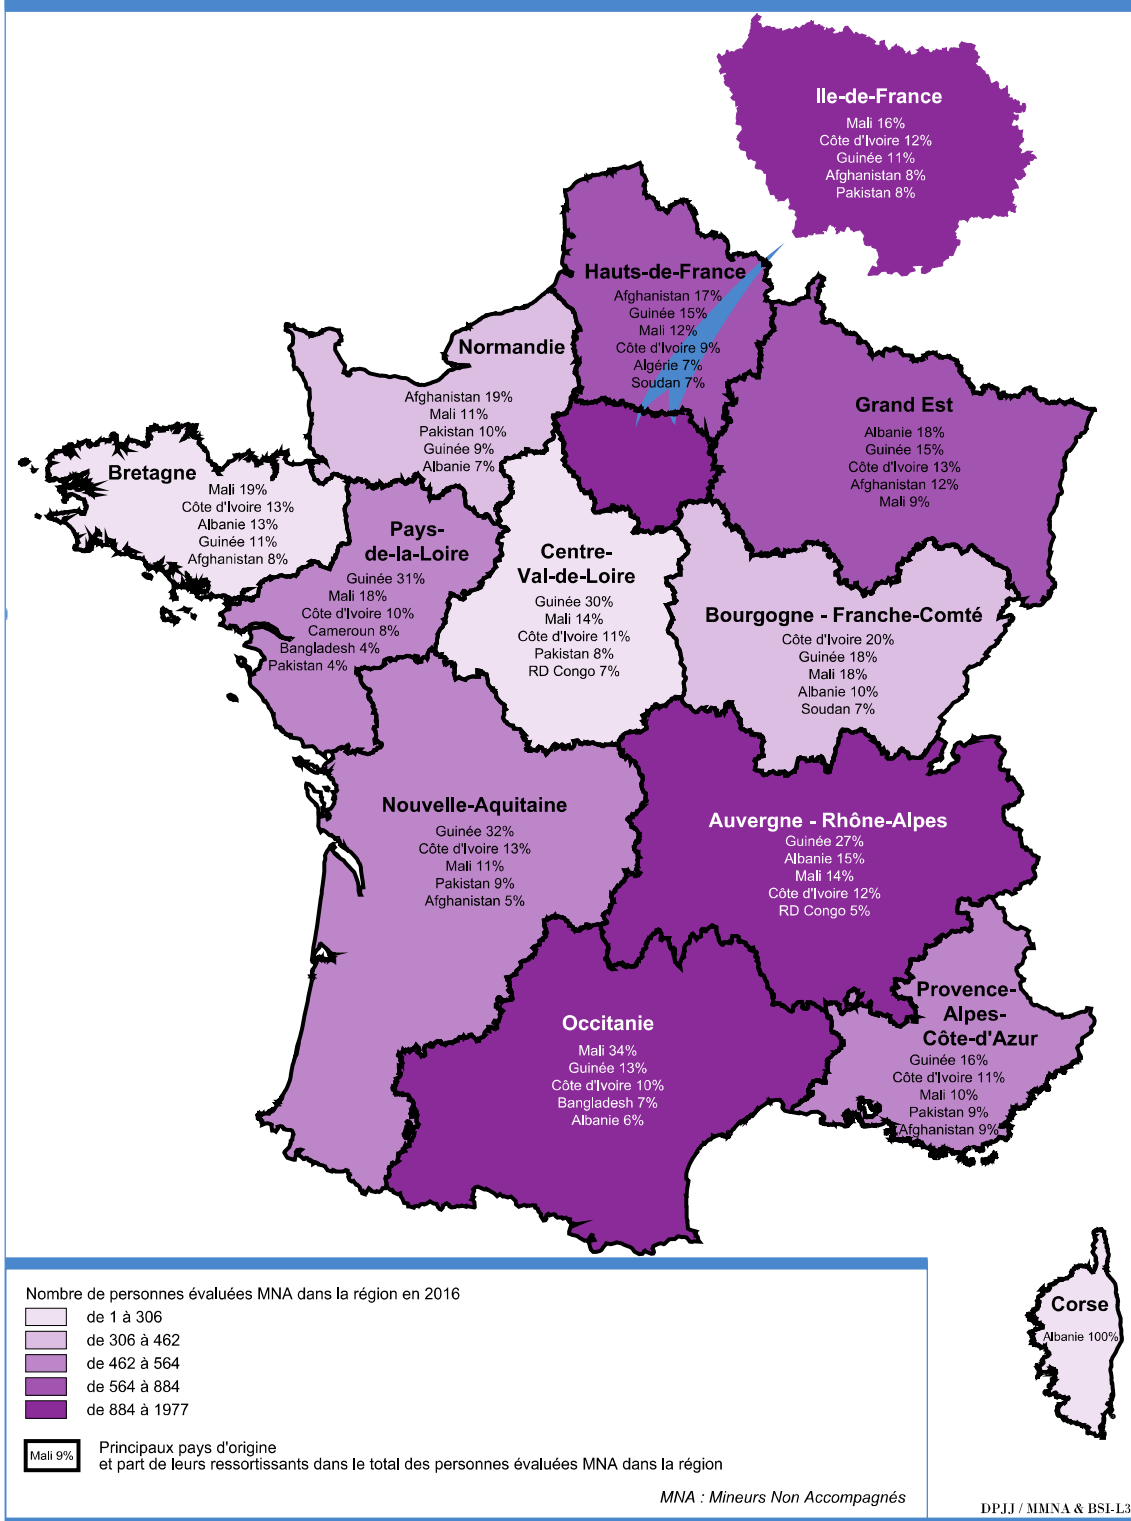 Ile-de-France
Mali 16%
Côte d'Ivoire 12%
Guinée 11%
Afghanistan 8%
Pakistan 8%
Hauts-de-France
Afghanistan 17%
Guinée 15%
Mali 12%
Côte d'Ivoire 9%
Algérie 7%
Soudan 7%
Normandie
Afghanistan 19%
Mali 11%
Pakistan 10%
Guinée 9%
Albanie 7%
Grand Est
Albanie 18%
Guinée 15%
Côte d'Ivoire 13%
Afghanistan 12%
Mali 9%
Bretagne
Mali 19%
Côte d'Ivoire 13%
Albanie 13%
Guinée 11%
Afghanistan 8%
Pays-
de-la-Loire
Guinée 31%
Mali 18%
Côte d'Ivoire 10%
Cameroun 8%
Bangladesh 4%
Pakistan 4%
Centre-
Val-de-Loire
Guinée 30%
Mali 14%
Côte d'Ivoire 11%
Pakistan 8%
RD Congo 7%
Bourgogne - Franche-Comté
Côte d'Ivoire 20%
Guinée 18%
Mali 18%
Albanie 10%
Soudan 7%
Nouvelle-Aquitaine
Guinée 32%
Côte d'Ivoire 13%
Mali 11%
Pakistan 9%
Afghanistan 5%
Auvergne - Rhône-Alpes
Guinée 27%
Albanie 15%
Mali 14%
Côte d'Ivoire 12%
RD Congo 5%
Provence-
Alpes-
Côte-d'Azur
Guinée 16%
Côte d'Ivoire 11%
Mali 10%
Pakistan 9%
Afghanistan 9%
Occitanie
Mali 34%
Guinée 13%
Côte d'Ivoire 10%
Bangladesh 7%
Albanie 6%
Corse
Albanie 100%
Nombre de personnes évaluées MNA dans la région en 2016
de 1 à 306
de 306 à 462
de 462 à 564
de 564 à 884
de 884 à 1977
Mali 9%
Principaux pays d'origine
et part de leurs ressortissants dans le total des personnes évaluées MNA dans la région
MNA : Mineurs Non Accompagnés
DPJJ / MMNA & BSI-L3